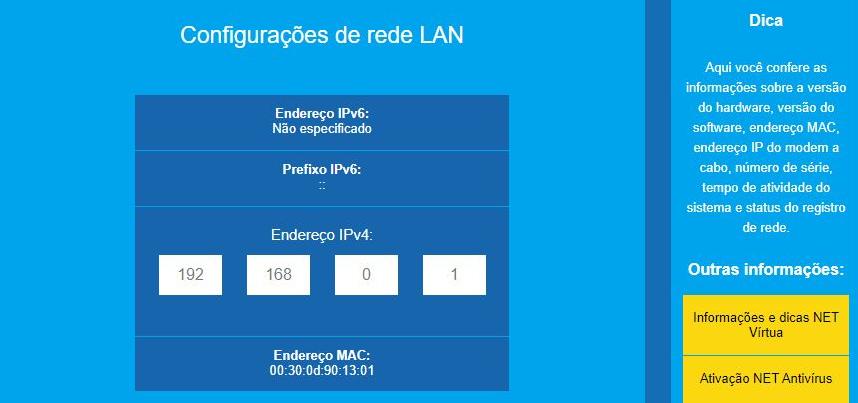 Configurações de rede LAN
Endereço IPv6:
Não especificado
Prefixo IPv6:
::
Endereço IPv4:
192 168 0 1
Endereço MAC:
00:30:0d:90:13:01
Dica
Aqui você confere as
informações sobre a versão
do hardware, versão do
software, endereço MAC,
endereço IP do modem a
cabo, número de série,
tempo de atividade do
sistema e status do registro
de rede.
Outras informações:
Informações e dicas NET
Vírtua
Ativação NET Antivírus